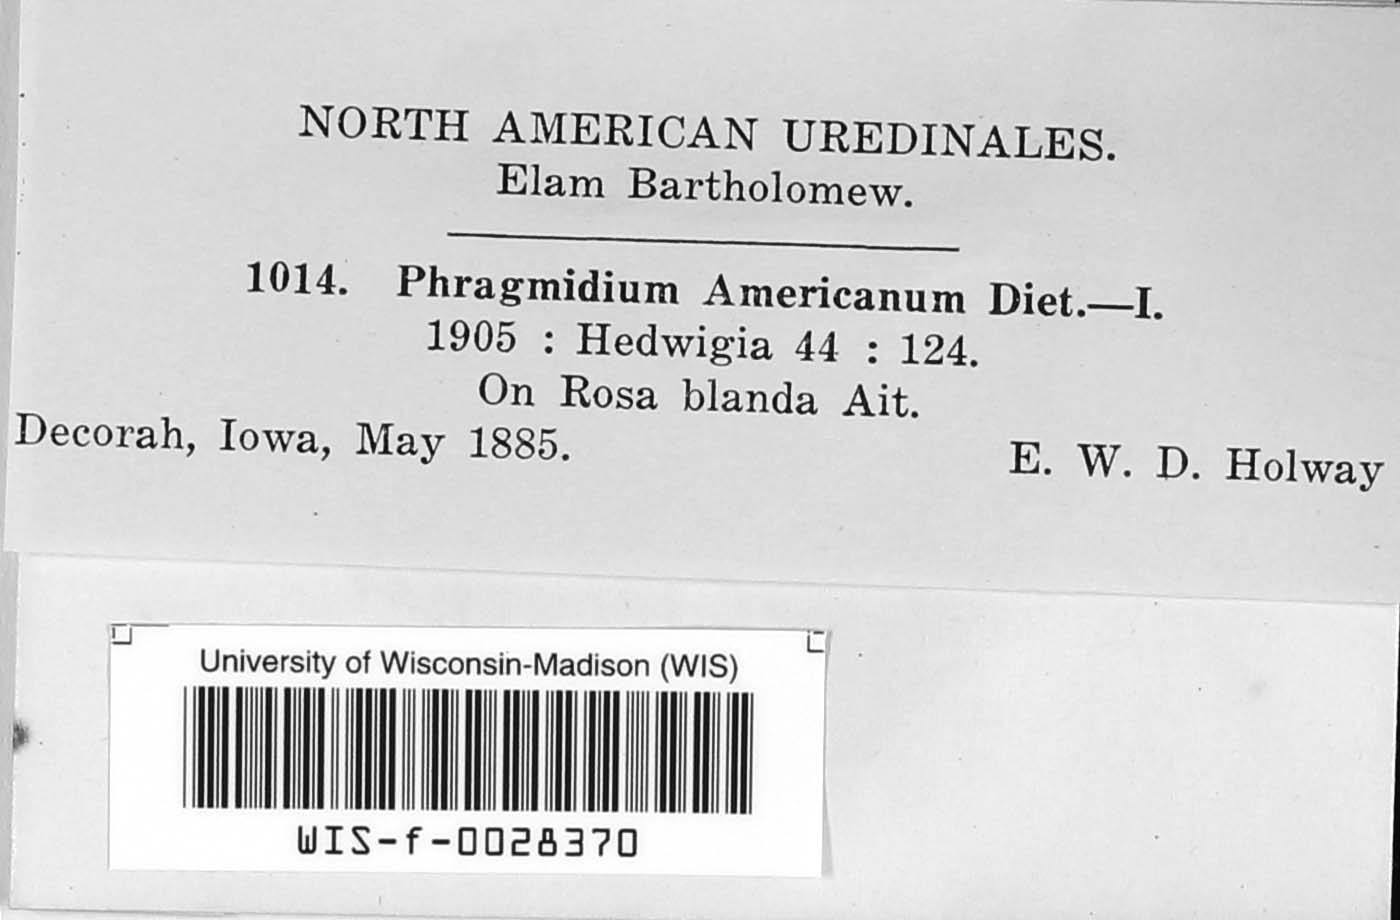 NORTH AMERICAN UREDINALES.
Elam Bartholomew.
1014. Phragmidium Americanum Diet.—I.
1905 : Hedwigia 44 : 124.
On Rosa blanda Ait.
Decorah, Iowa, May 1885. E. W. D. Holway
University of Wisconsin-Madison (WIS)
WIS-f-0028370